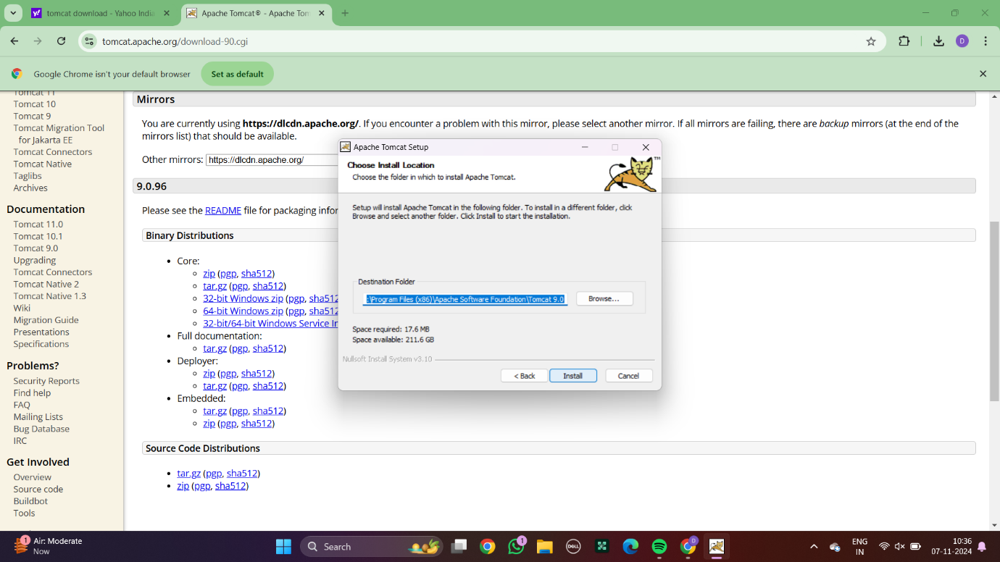 tomcat download - Yahoo India
Apache Tomcat® - Apache Tom
tomcat.apache.org/download-90.cgi
D
Google Chrome isn't your default browser
Set as default
Tomcat 11
Tomcat 10
Tomcat 9
Tomcat Migration Tool
for Jakarta EE
Tomcat Connectors
Tomcat Native
Taglibs
Archives
Documentation
Tomcat 11.0
Tomcat 10.1
Tomcat 9.0
Upgrading
Tomcat Connectors
Tomcat Native 2
Tomcat Native 1.3
Wiki
Migration Guide
Presentations
Specifications
Problems?
Security Reports
Find help
FAQ
Mailing Lists
Bug Database
IRC
Get Involved
Overview
Source code
Buildbot
Tools
Mirrors
You are currently using https://dlcdn.apache.org/. If you encounter a problem with this mirror, please select another mirror. If all mirrors are failing, there are backup mirrors (at the end of the
mirrors list) that should be available.
Other mirrors: https://dlcdn.apache.org/
9.0.96
Please see the README file for packaging infor
Binary Distributions
Core:
zip (pgp, sha512)
tar.gz (pgp, sha512)
32-bit Windows zip (pgp, sha512
64-bit Windows zip (pgp, sha512
32-bit/64-bit Windows Service In
Full documentation:
tar.gz (pgp, sha512)
Deployer:
zip (pgp, sha512)
tar.gz (pgp, sha512)
Embedded:
tar.gz (pgp, sha512)
zip (pgp, sha512)
Source Code Distributions
tar.gz (pgp, sha512)
zip (pgp, sha512)
Apache Tomcat Setup
Choose Install Location
Choose the folder in which to install Apache Tomcat.
TM
Setup will install Apache Tomcat in the following folder. To install in a different folder, click
Browse and select another folder. Click Install to start the installation.
Destination Folder
:\Program Files (x86)\Apache Software Foundation\Tomcat 9.0
Browse...
Space required: 17.6 MB
Space available: 211.6 GB
Nullsoft Install System v3.10
< Back
Install
Cancel
1
Air: Moderate
Now
Search
1
DELL
D
ENG
IN
10:36
07-11-2024